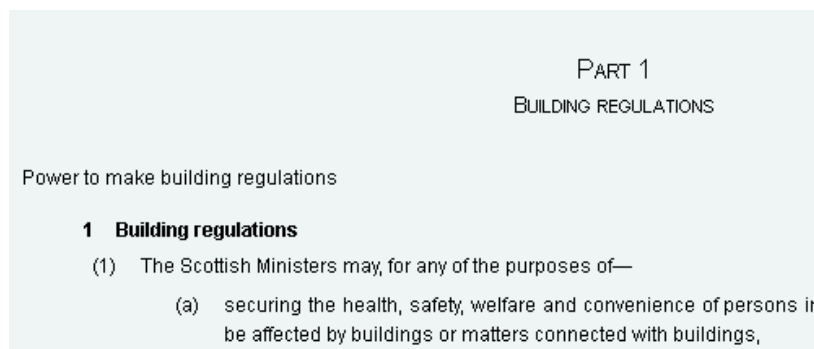 PART 1
BUILDING REGULATIONS
Power to make building regulations
1 Building regulations
(1) The Scottish Ministers may, for any of the purposes of—
(a) securing the health, safety, welfare and convenience of persons
be affected by buildings or matters connected with buildings,